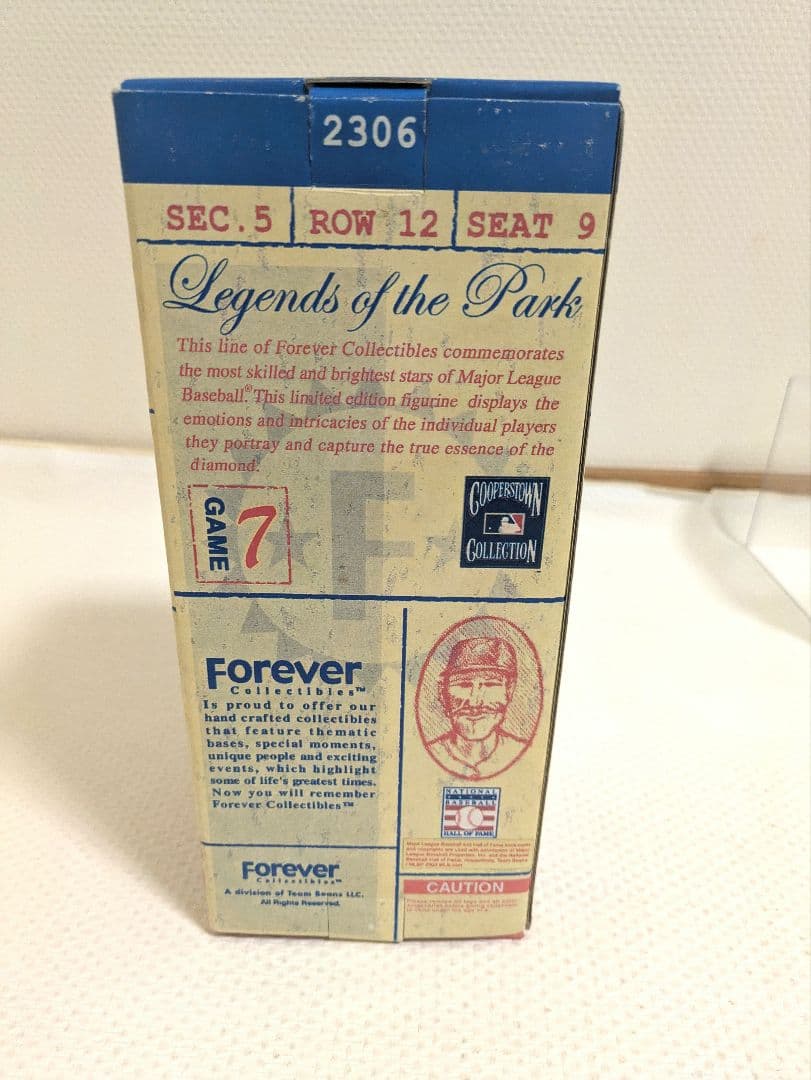 2306
SEC.5 ROW 12 SEAT 9
Legends of the Park
This line of Forever Collectibles commemorates
the most skilled and brightest stars of Major League
Baseball.® This limited edition figurine displays the
emotions and intricacies of the individual players
they portray and capture the true essence of the
diamond.
GAME 7
COOPERSTOWN
COLLECTION
F
Forever
Collectibles™
Is proud to offer our
hand crafted collectibles
that feature thematic
bases, special moments,
unique people and exciting
events, which highlight
some of life's greatest times.
Now you will remember
Forever Collectibles™
NATIONAL
BASEBALL
HALL OF FAME
Forever
Collectibles™
A division of Team Beans LLC.
All Rights Reserved.
CAUTION